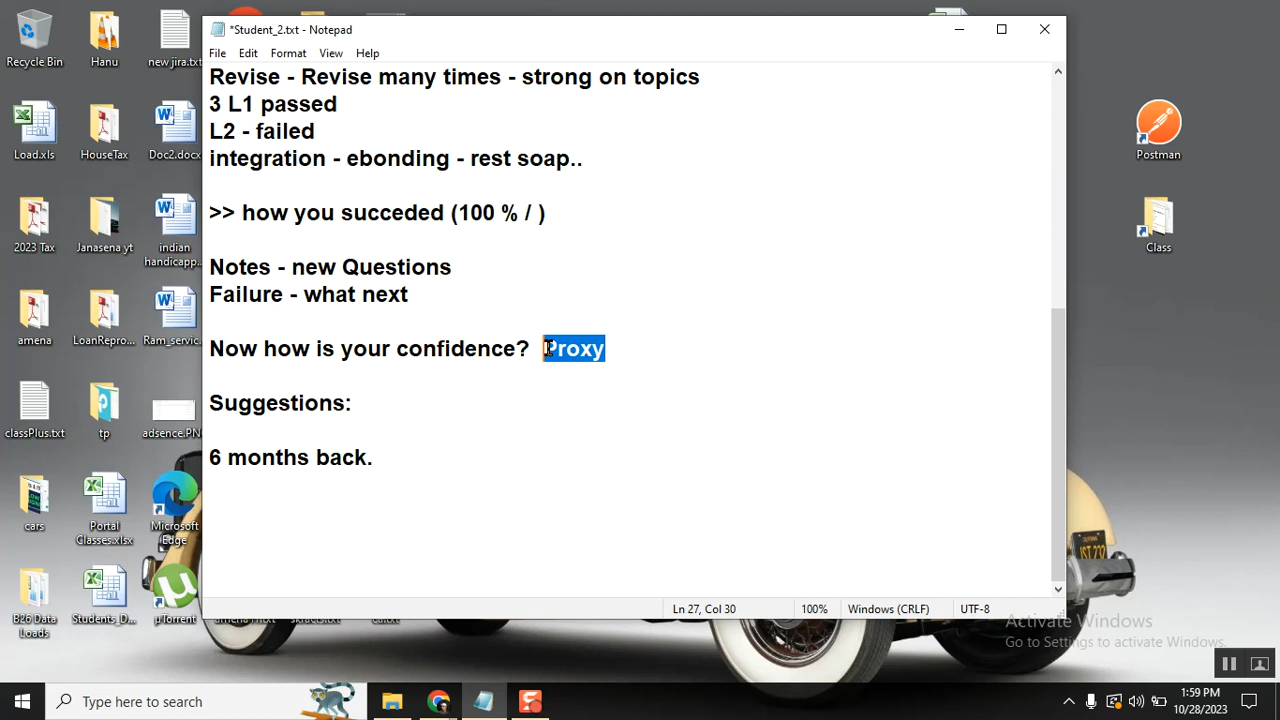 *Student_2.txt - Notepad
File Edit Format View Help
Revise - Revise many times - strong on topics
3 L1 passed
L2 - failed
integration - ebonding - rest soap..
>> how you succeded (100 % / )
Notes - new Questions
Failure - what next
Now how is your confidence? Proxy
Suggestions:
6 months back.
Ln 27, Col 30 100% Windows (CRLF) UTF-8
Recycle Bin
Hanu
new jira.txt
Load.xls
HouseTax
Doc2.docx
2023 Tax
Janasena yt
indian
handicapp...
amena
LoanRepro...
Ram_servic...
classPlus.txt
tp
adsence.PNG
cars
Portal
Classes.xlsx
Microsoft
Edge
B26 Data
Loads
Students_D...
µTorrent
Postman
Class
Activate Windows
Go to Settings to activate Windows.
Type here to search
1:59 PM
10/28/2023